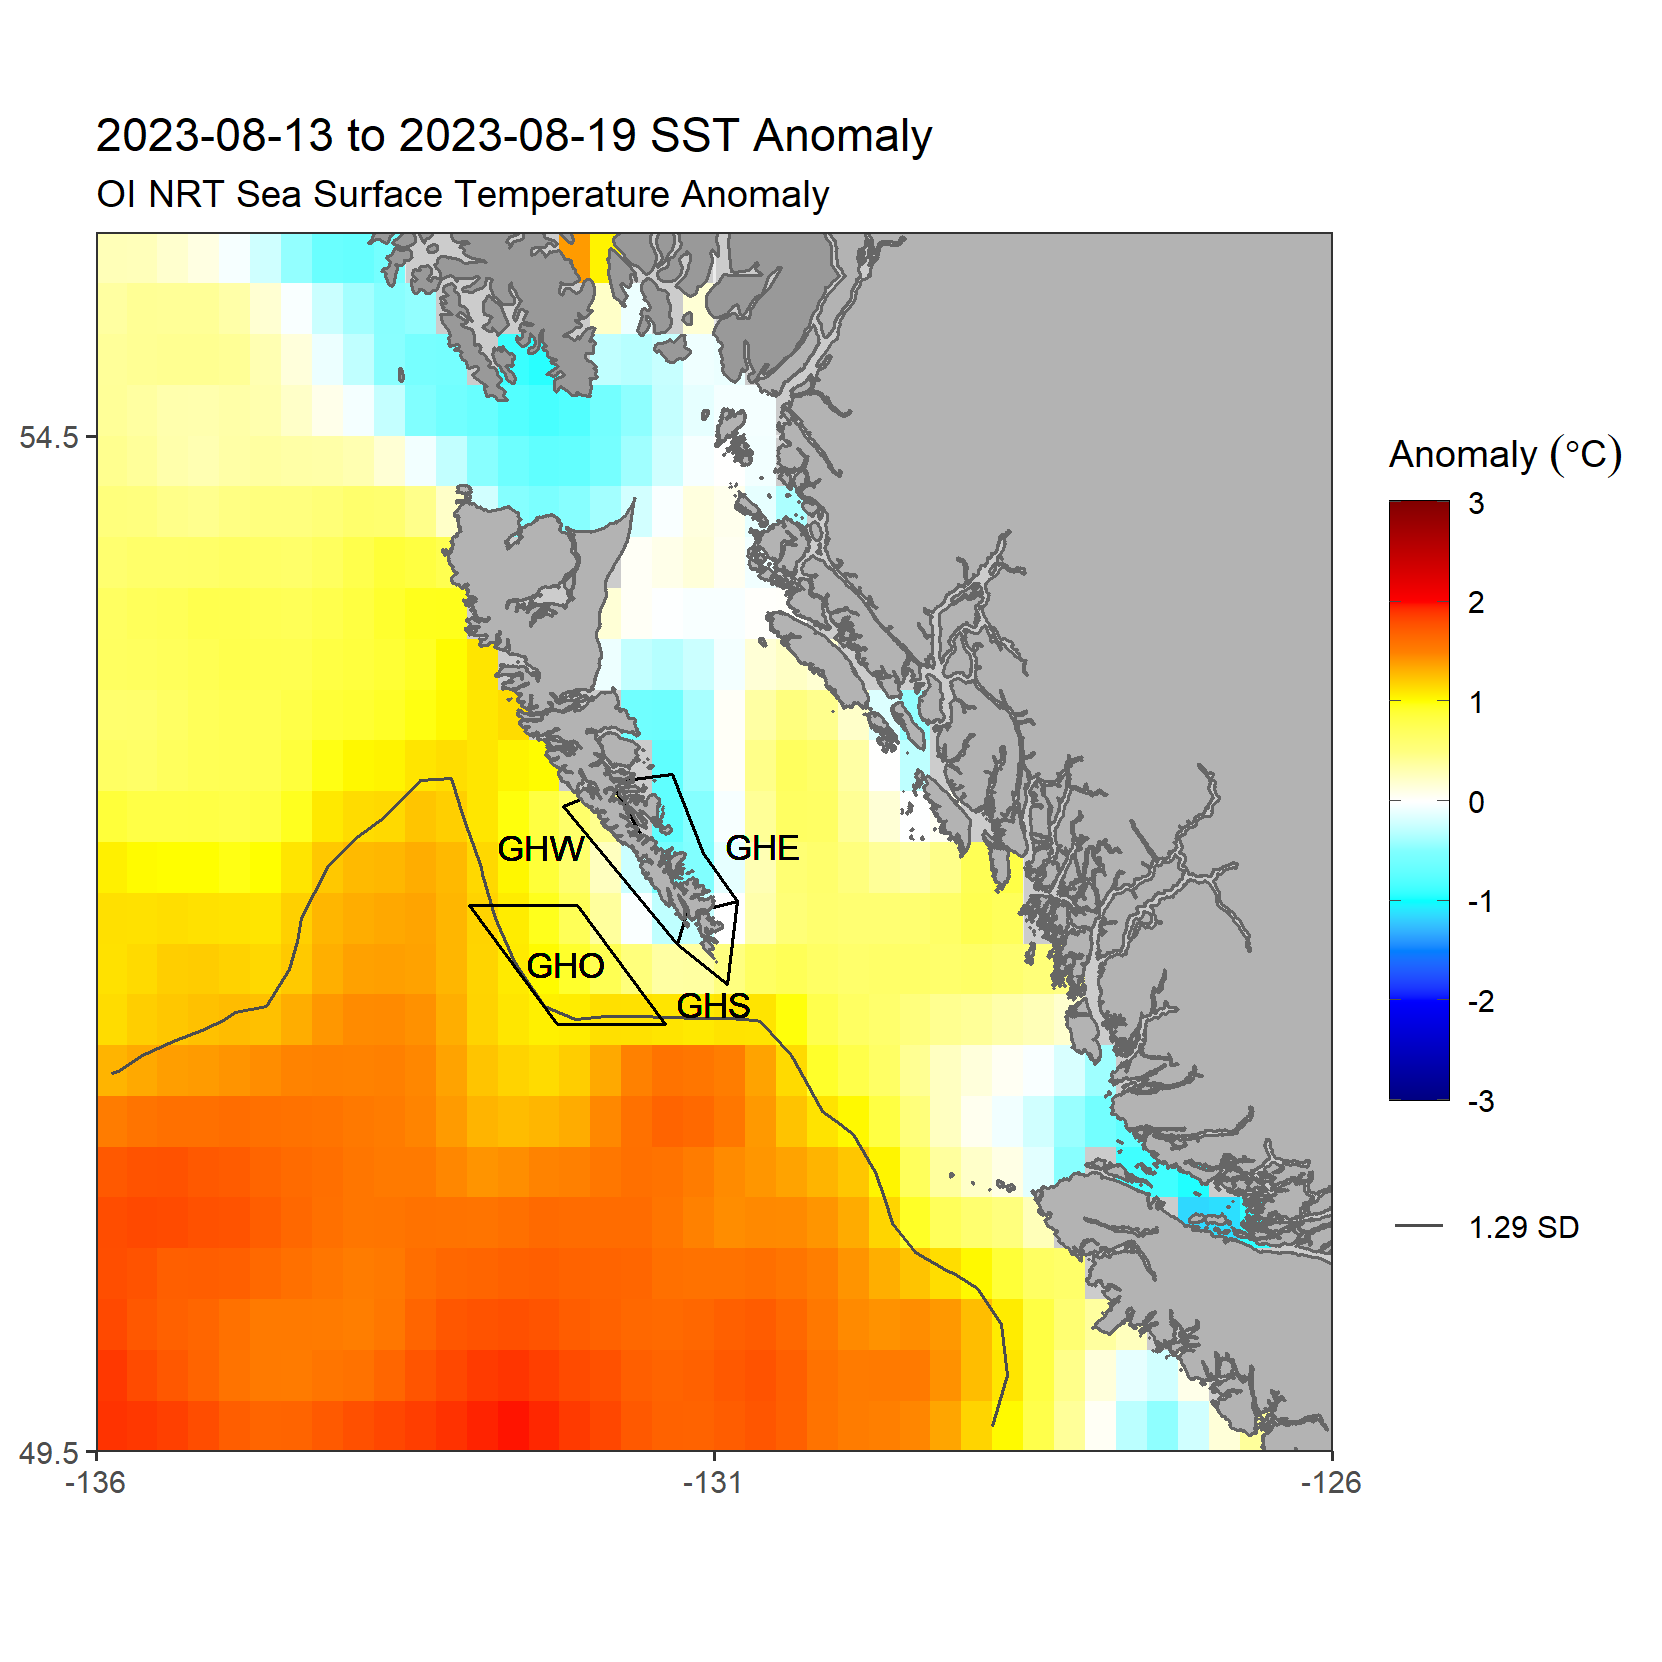 2023-08-13 to 2023-08-19 SST Anomaly
OI NRT Sea Surface Temperature Anomaly
54.5
49.5
-136
-131
-126
GHW
GHE
GHO
GHS
Anomaly (°C)
3
2
1
0
-1
-2
-3
1.29 SD